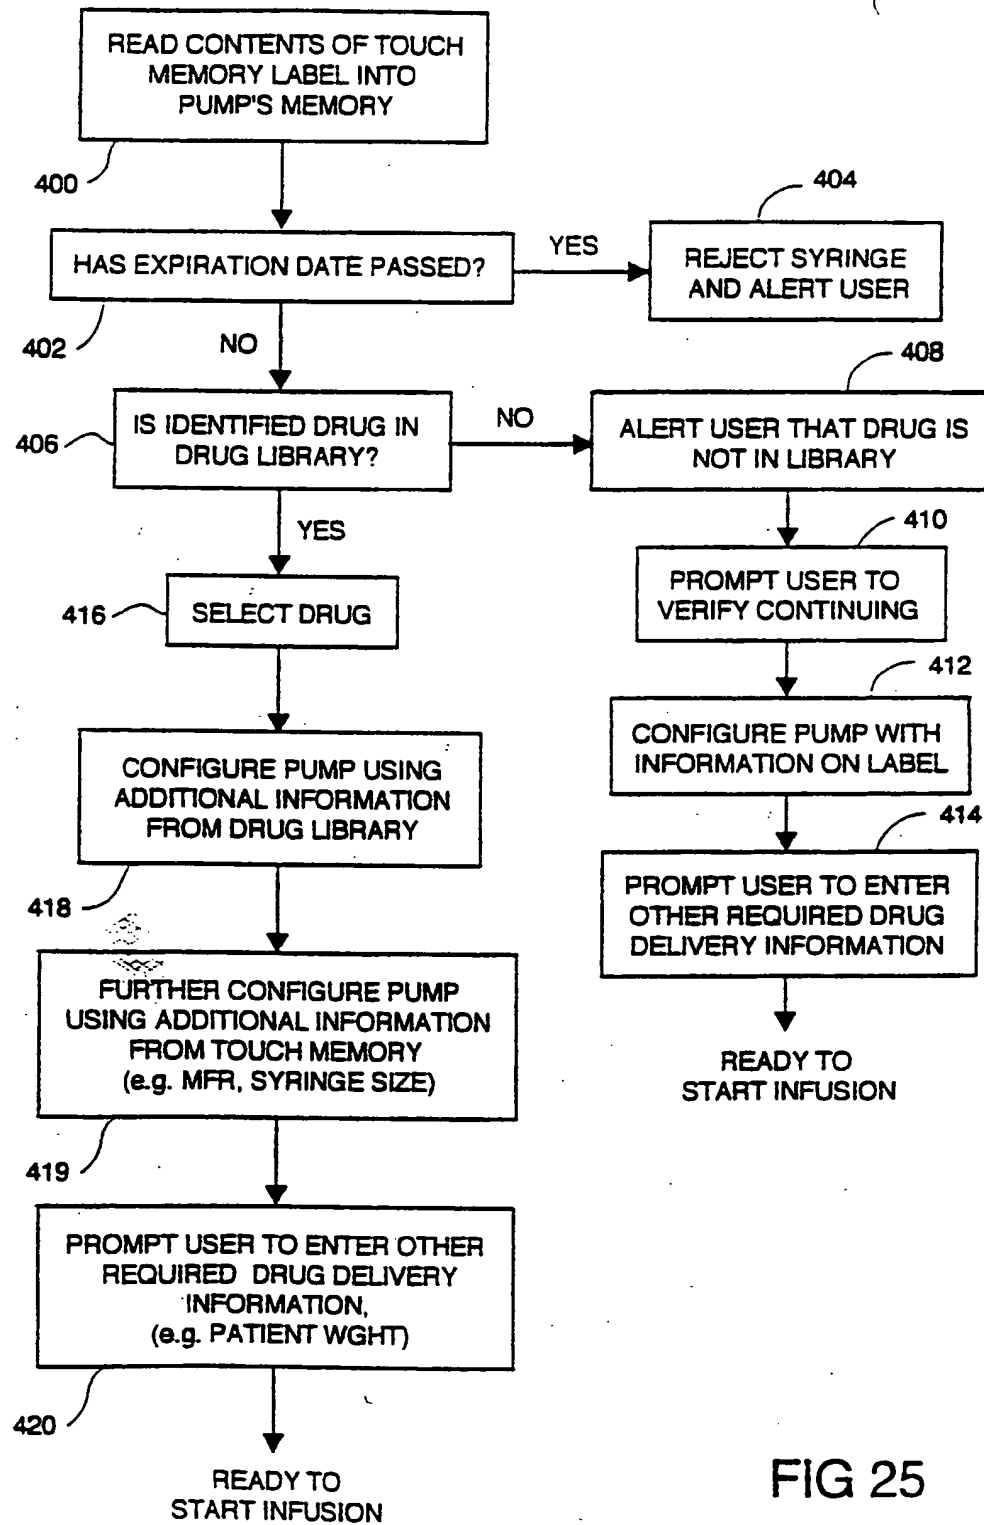 READ CONTENTS OF TOUCH
MEMORY LABEL INTO
PUMP'S MEMORY
400
404
HAS EXPIRATION DATE PASSED?
YES
REJECT SYRINGE
AND ALERT USER
402
NO
408
406
IS IDENTIFIED DRUG IN
DRUG LIBRARY?
NO
ALERT USER THAT DRUG IS
NOT IN LIBRARY
YES
410
416
SELECT DRUG
PROMPT USER TO
VERIFY CONTINUING
412
CONFIGURE PUMP USING
ADDITIONAL INFORMATION
FROM DRUG LIBRARY
CONFIGURE PUMP WITH
INFORMATION ON LABEL
414
418
PROMPT USER TO ENTER
OTHER REQUIRED DRUG
DELIVERY INFORMATION
FURTHER CONFIGURE PUMP
USING ADDITIONAL INFORMATION
FROM TOUCH MEMORY
(e.g. MFR, SYRINGE SIZE)
READY TO
START INFUSION
419
PROMPT USER TO ENTER OTHER
REQUIRED DRUG DELIVERY
INFORMATION,
(e.g. PATIENT WGHT)
420
READY TO
START INFUSION
FIG 25